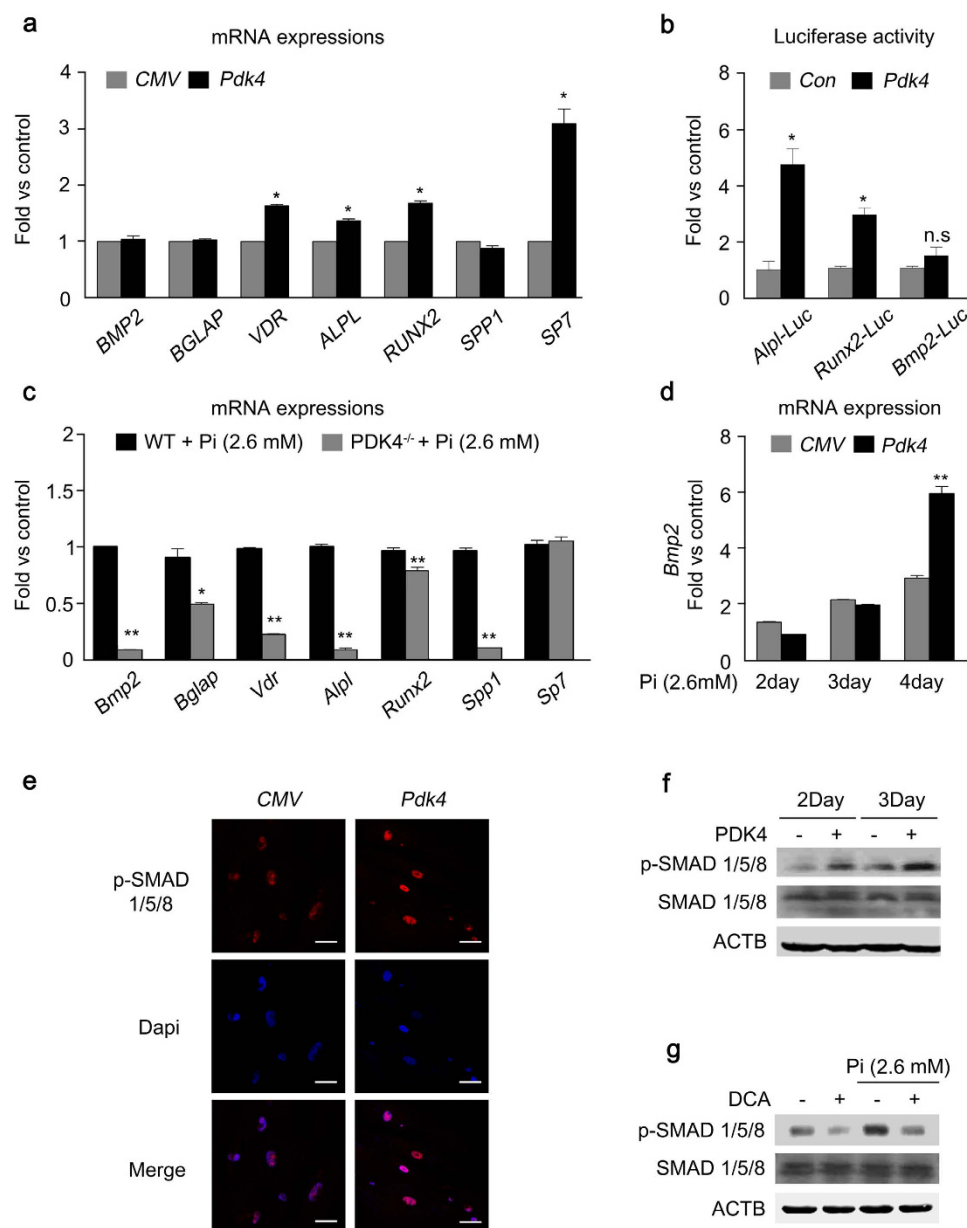 a
mRNA expressions
CMV Pdk4
Fold vs control
4
3
2
1
0
* * * *
BMP2 BGLAP VDR ALPL RUNX2 SPP1 SP7
b
Luciferase activity
Con Pdk4
Fold vs control
8
6
4
2
0
* * n.s
Alpl-Luc Runx2-Luc Bmp2-Luc
c
mRNA expressions
WT + Pi (2.6 mM) PDK4-/- + Pi (2.6 mM)
Fold vs control
2
1.5
1
0.5
0
** * ** ** ** **
Bmp2 Bglap Vdr Alpl Runx2 Spp1 Sp7
d
mRNA expression
CMV Pdk4
Bmp2
Fold vs control
8
6
4
2
0
**
Pi (2.6mM) 2day 3day 4day
e
CMV Pdk4
p-SMAD
1/5/8
Dapi
Merge
f
2Day 3Day
PDK4 - + - +
p-SMAD 1/5/8
SMAD 1/5/8
ACTB
g
Pi (2.6 mM)
DCA - + - +
p-SMAD 1/5/8
SMAD 1/5/8
ACTB